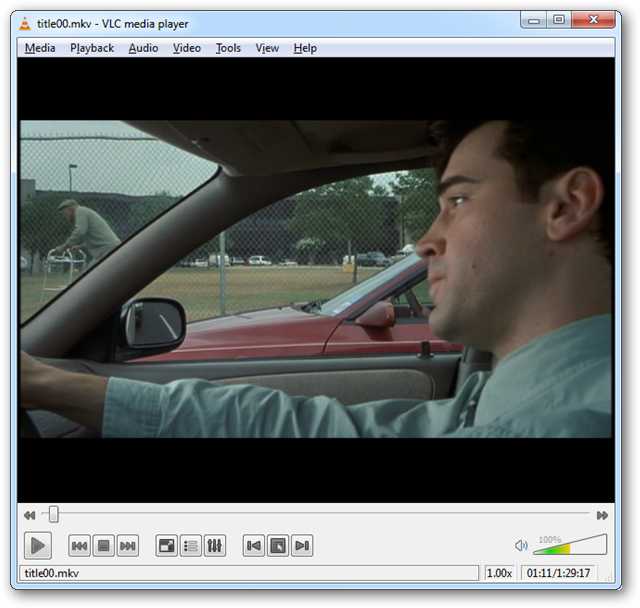 title00.mkv - VLC media player
Media Playback Audio Video Tools View Help
100%
title00.mkv 1.00x 01:11/1:29:17